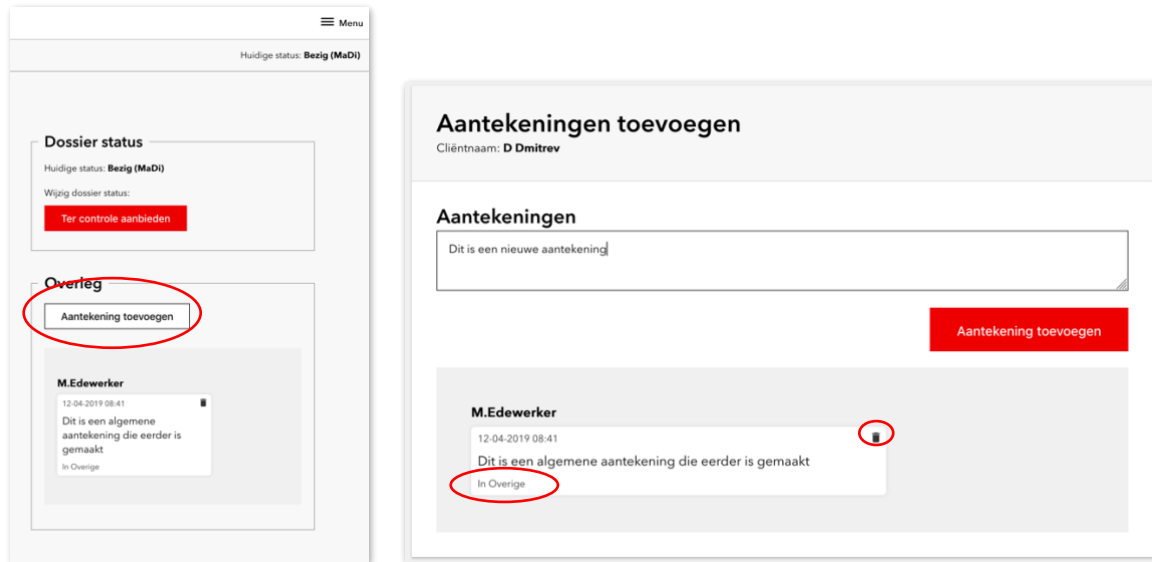 Menu
Huidige status: Bezig (MaDi)
Dossier status
Huidige status: Bezig (MaDi)
Wijzig dossier status:
Ter controle aanbieden
Overleg
Aantekening toevoegen
M.Edewerker
12-04-2019 08:41
Dit is een algemene
aantekening die eerder is
gemaakt
In Overige
Aantekeningen toevoegen
Cliëntnaam: D Dmitrev
Aantekeningen
Dit is een nieuwe aantekening
Aantekening toevoegen
M.Edewerker
12-04-2019 08:41
Dit is een algemene aantekening die eerder is gemaakt
In Overige